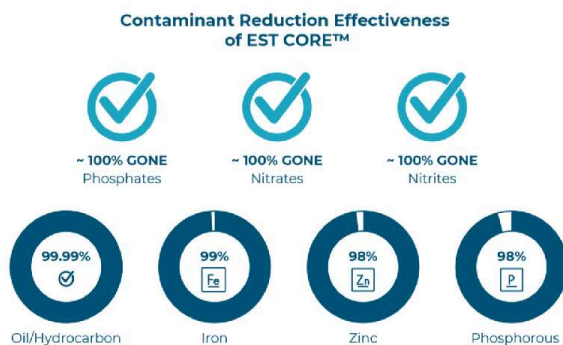 Contaminant Reduction Effectiveness
of EST CORE™
~ 100% GONE
Phosphates
~ 100% GONE
Nitrates
~ 100% GONE
Nitrites
99.99%
Oil/Hydrocarbon
99%
Fe
Iron
98%
Zn
Zinc
98%
P
Phosphorous